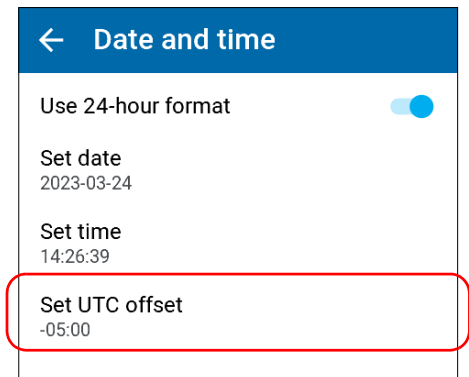 Date and time
Use 24-hour format
Set date
2023-03-24
Set time
14:26:39
Set UTC offset
-05:00